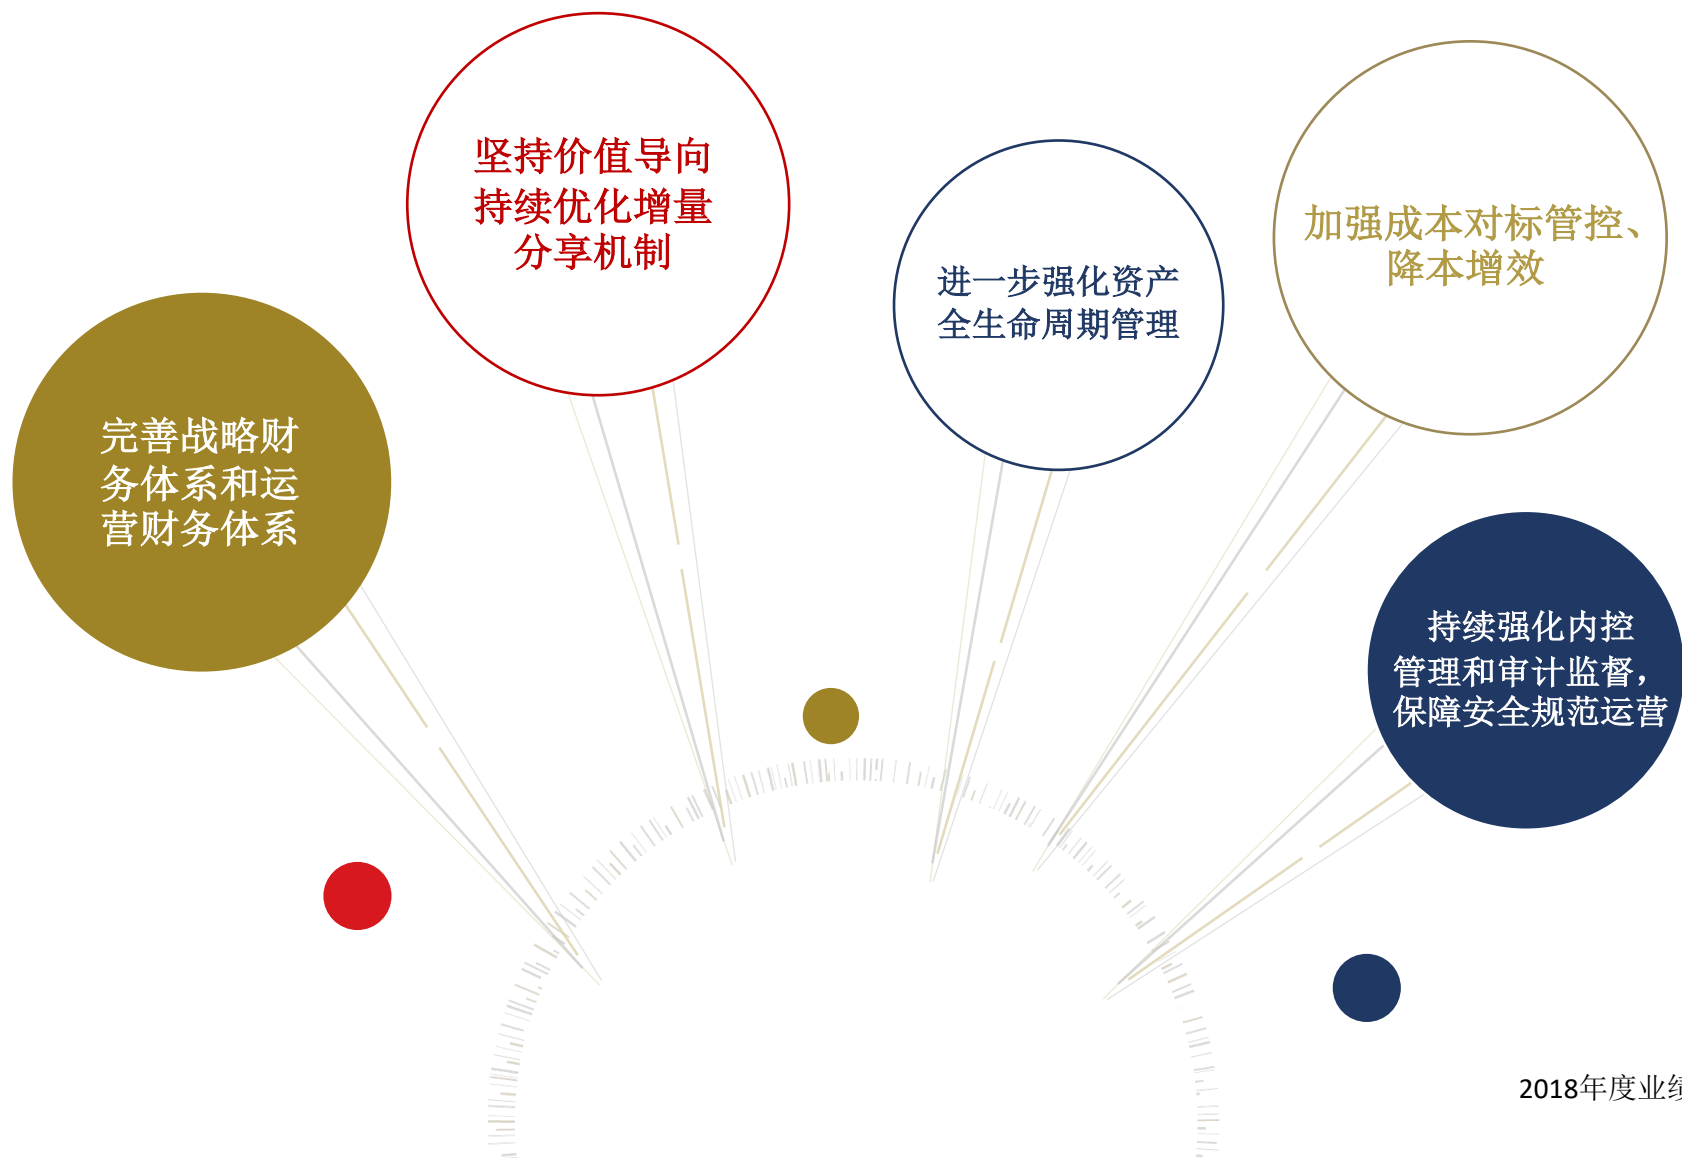 坚持价值导向
持续优化增量
分享机制
进一步强化资产
全生命周期管理
加强成本对标管控、
降本增效
完善战略财
务体系和运
营财务体系
持续强化内控
管理和审计监督，
保障安全规范运营
2018年度业绩